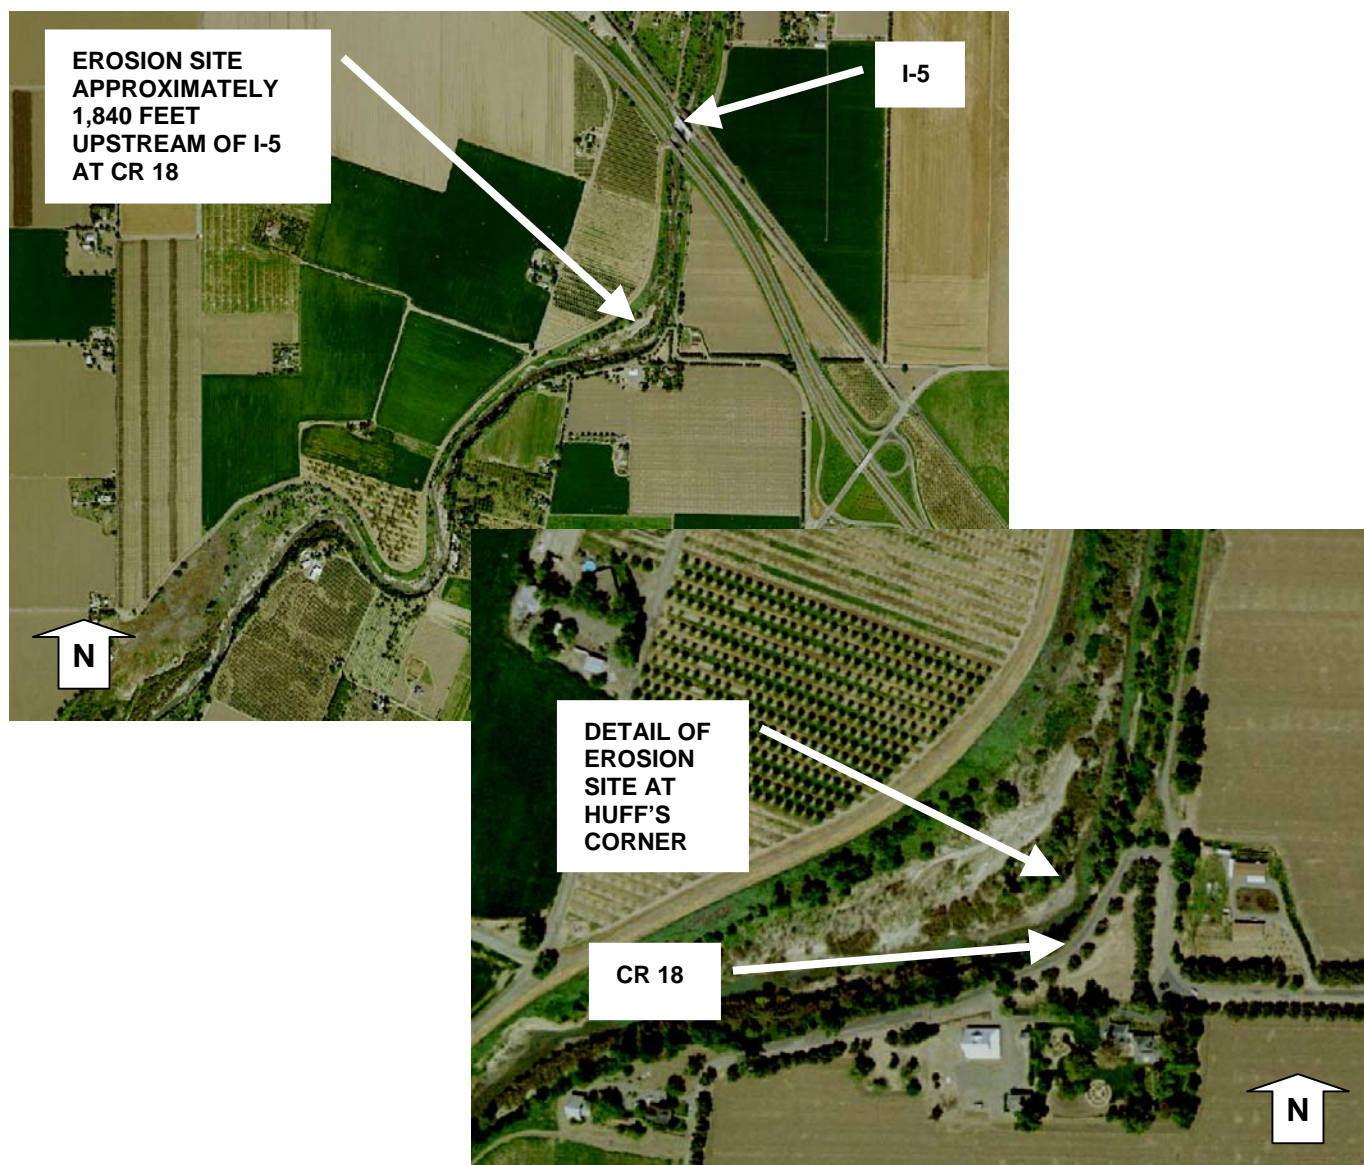 EROSION SITE
APPROXIMATELY
1,840 FEET
UPSTREAM OF I-5
AT CR 18
I-5
N
DETAIL OF
EROSION
SITE AT
HUFF'S
CORNER
CR 18
N